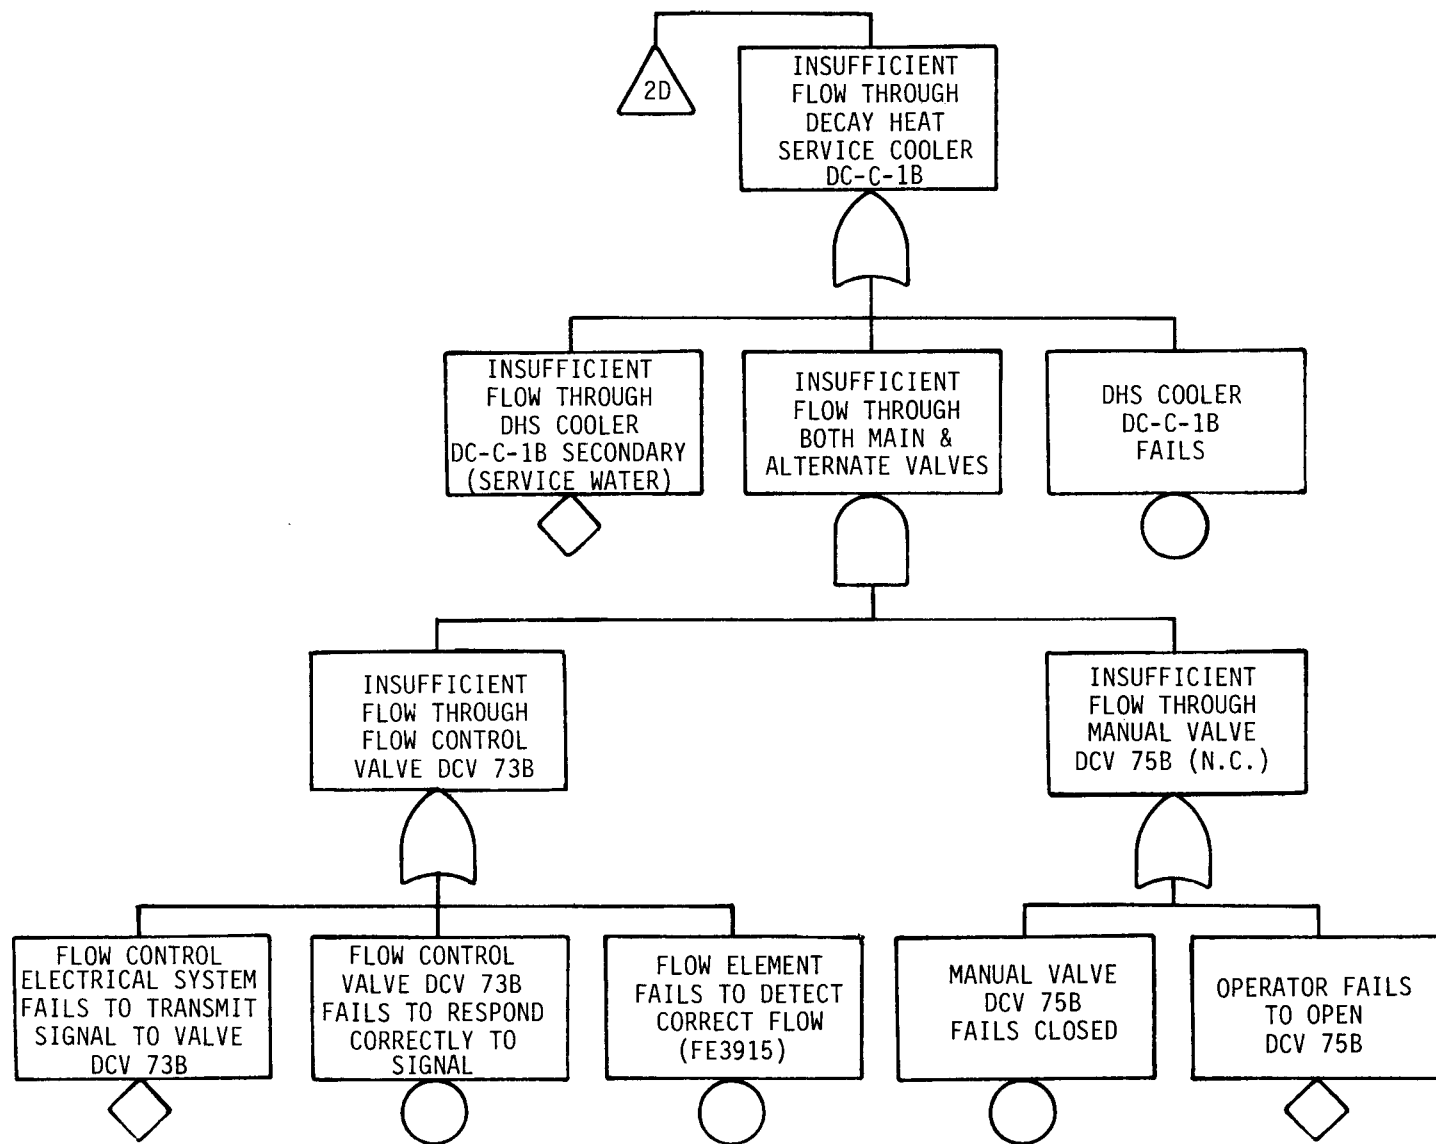 2D
INSUFFICIENT
FLOW THROUGH
DECAY HEAT
SERVICE COOLER
DC-C-1B
INSUFFICIENT
FLOW THROUGH
DHS COOLER
DC-C-1B SECONDARY
(SERVICE WATER)
INSUFFICIENT
FLOW THROUGH
BOTH MAIN &
ALTERNATE VALVES
DHS COOLER
DC-C-1B
FAILS
INSUFFICIENT
FLOW THROUGH
FLOW CONTROL
VALVE DCV 73B
INSUFFICIENT
FLOW THROUGH
MANUAL VALVE
DCV 75B (N.C.)
FLOW CONTROL
ELECTRICAL SYSTEM
FAILS TO TRANSMIT
SIGNAL TO VALVE
DCV 73B
FLOW CONTROL
VALVE DCV 73B
FAILS TO RESPOND
CORRECTLY TO
SIGNAL
FLOW ELEMENT
FAILS TO DETECT
CORRECT FLOW
(FE3915)
MANUAL VALVE
DCV 75B
FAILS CLOSED
OPERATOR FAILS
TO OPEN
DCV 75B